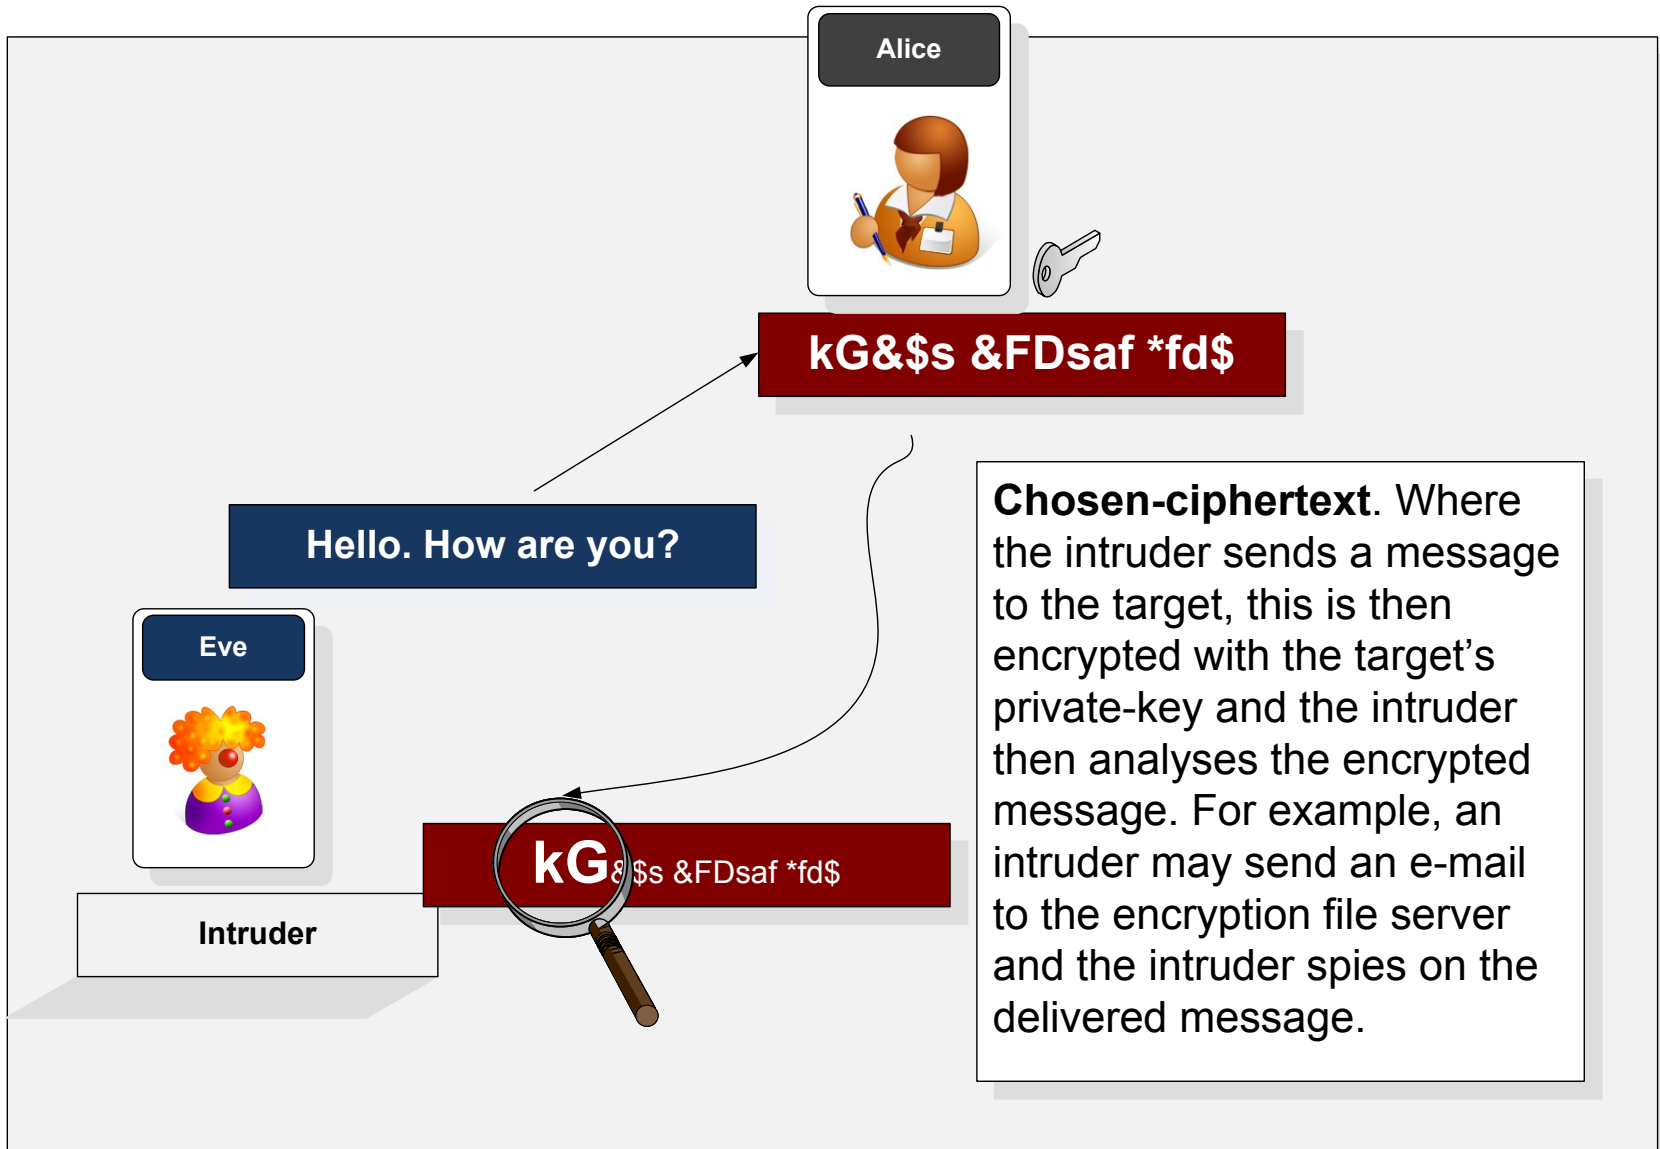 Alice
kG&$s &FDsaf *fd$
Hello. How are you?
Eve
kG&$s &FDsaf *fd$
Intruder
Chosen-ciphertext. Where
the intruder sends a message
to the target, this is then
encrypted with the target’s
private-key and the intruder
then analyses the encrypted
message. For example, an
intruder may send an e-mail
to the encryption file server
and the intruder spies on the
delivered message.